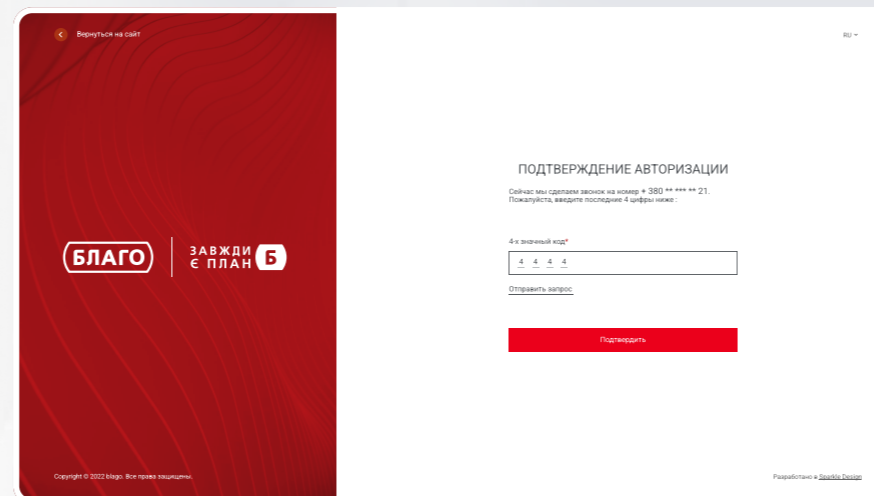 Вернуться на сайт
RU
ПОДТВЕРЖДЕНИЕ АВТОРИЗАЦИИ
Сейчас мы сделаем звонок на номер + 380 ** *** ** 21.
Пожалуйста, введите последние 4 цифры ниже :
4-х значный код*
4 4 4 4
Отправить запрос
Подтвердить
БЛАГО
ЗАВЖДИ
Є ПЛАН Б
Copyright © 2022 blago. Все права защищены.
Разработано в Sparkle Design